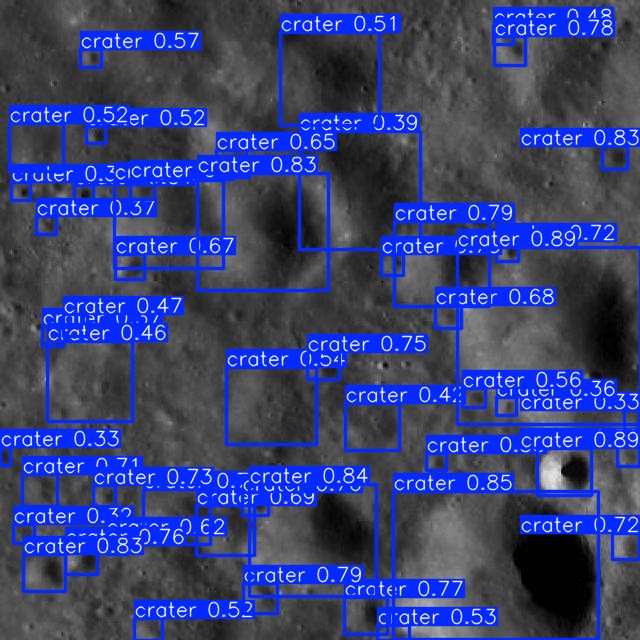 crater 0.48
crater 0.78
crater 0.51
crater 0.57
crater 0.52
crater 0.39
crater 0.65
crater 0.83
crater 0.83
crater
crater 0.37
crater 0.79
crater 0.89
0.72
crater 0.67
crater 0.68
crater 0.47
crater 0.46
crater 0.75
crater 0.54
crater 0.56
0.36
crater 0.33
crater 0.42
crater 0.33
crater 0.89
crater 0.71
crater 0.73
crater 0.84
crater 0.69
crater 0.85
crater 0.32
0.62
crater 0.72
0.76
crater 0.83
crater 0.79
crater 0.77
crater 0.52
crater 0.53